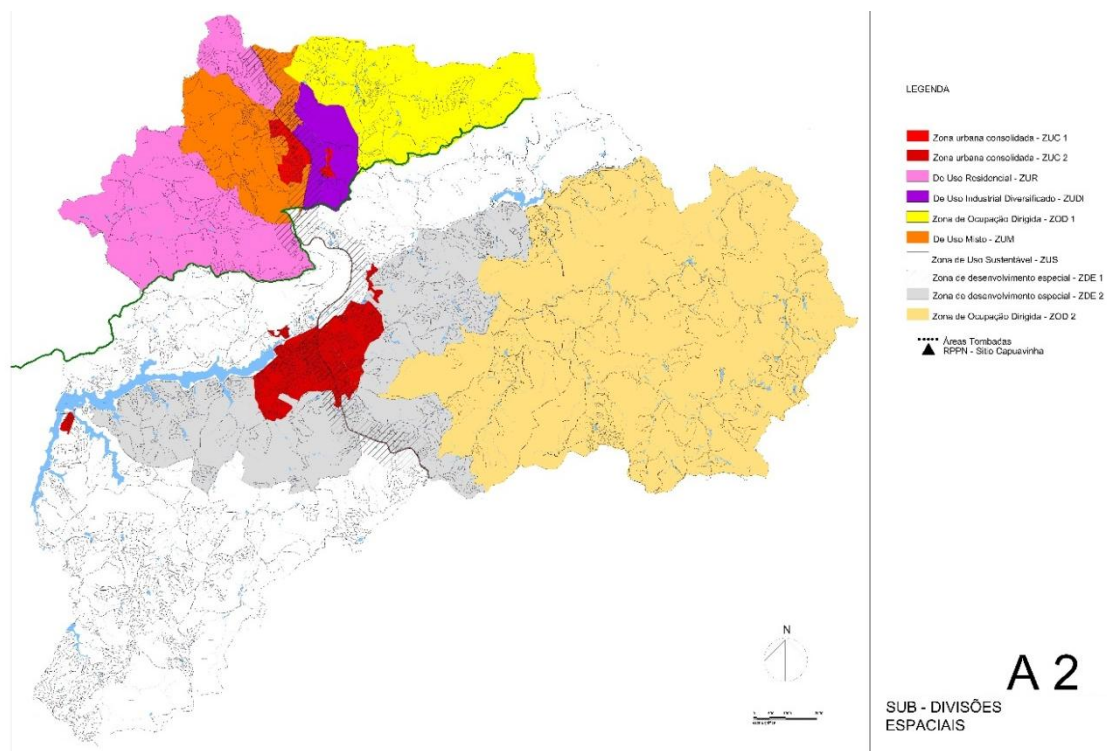 LEGENDA
Zona urbana consolidada - ZUC 1
Zona urbana consolidada - ZUC 2
De Uso Residencial - ZUR
De Uso Industrial Diversificado - ZUDI
Zona de Ocupação Dirigida - ZOD 1
De Uso Misto - ZUM
Zona de Uso Sustentável - ZUS
Zona de desenvolvimento especial - ZDE 1
Zona de desenvolvimento especial - ZDE 2
Zona de Ocupação Dirigida - ZOD 2
Áreas Tombadas
RPPN - Sítio Capuavinha
N
A 2
SUB - DIVISÕES
ESPACIAIS